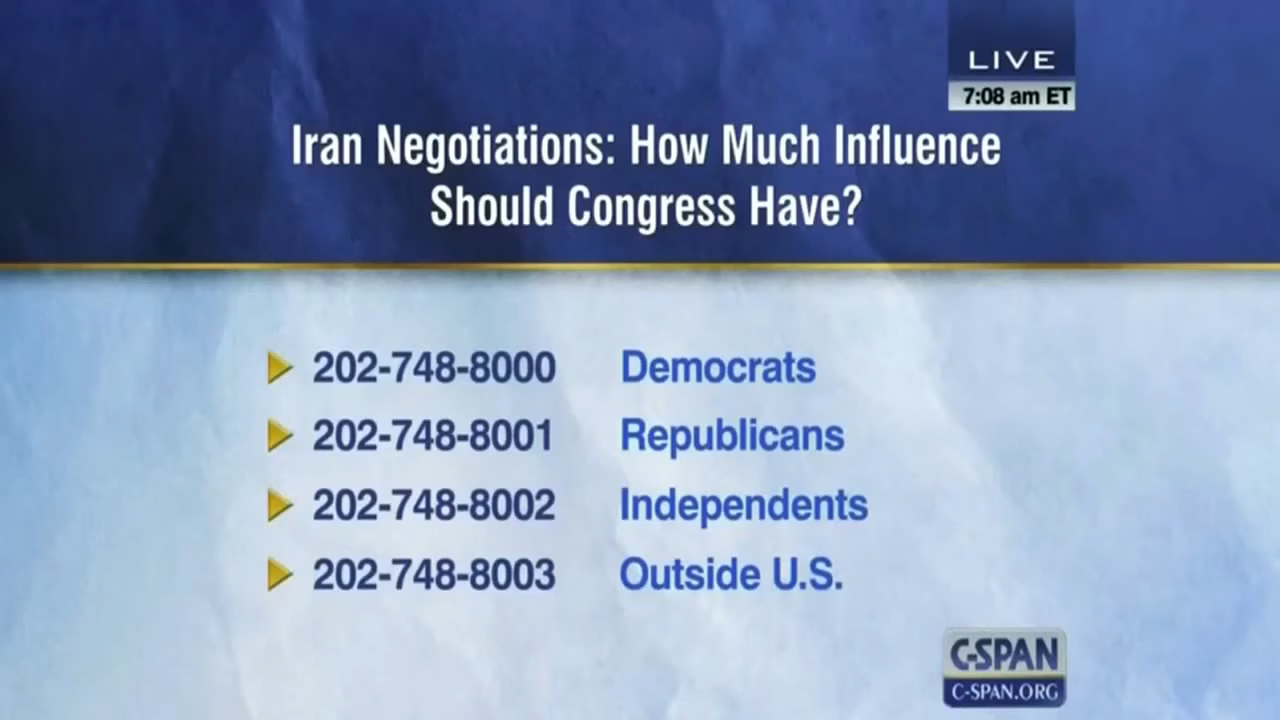 LIVE
7:08 am ET
Iran Negotiations: How Much Influence
Should Congress Have?
202-748-8000 Democrats
202-748-8001 Republicans
202-748-8002 Independents
202-748-8003 Outside U.S.
C-SPAN
C-SPAN.ORG